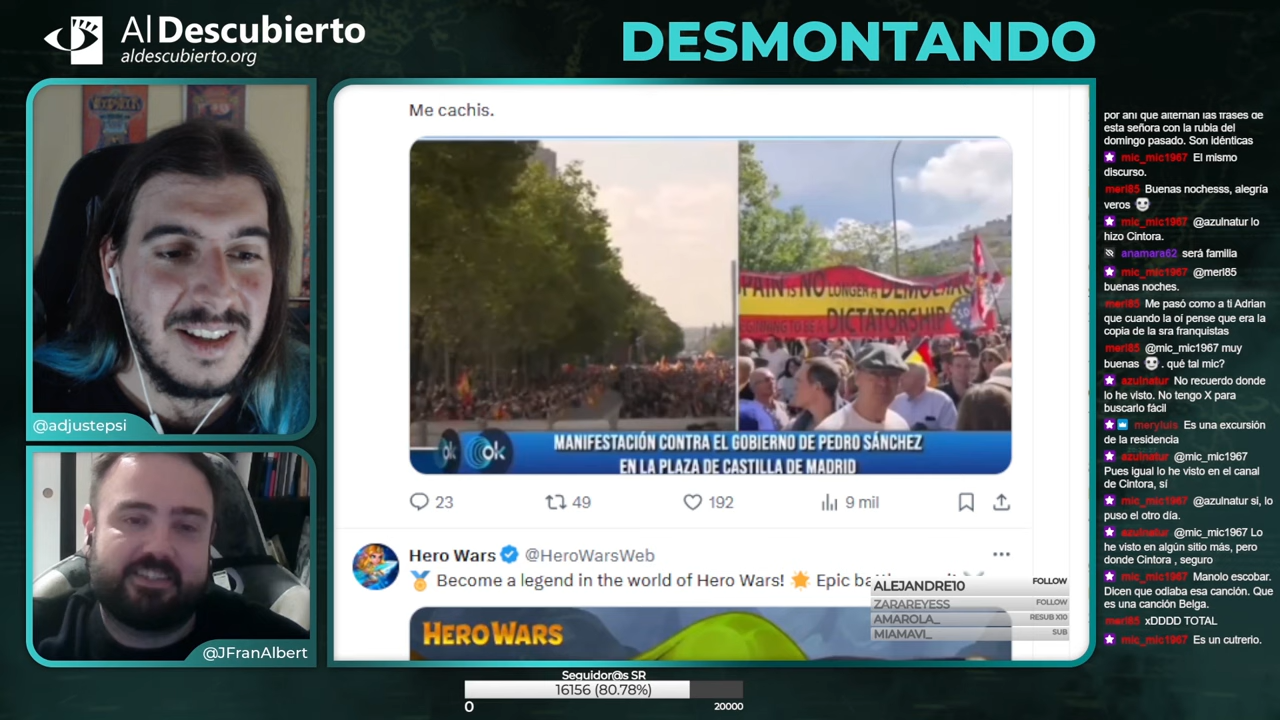 Al Descubierto
aldescubierto.org
DESMONTANDO
@adjustepsi
@JFranAlbert
Me cachis.
SPAIN IS NO LONGER A DEMOCRAC
DICTATORSHIP
ok
ok
MANIFESTACIÓN CONTRA EL GOBIERNO DE PEDRO SÁNCHEZ
EN LA PLAZA DE CASTILLA DE MADRID
23
49
192
9 mil
Hero Wars @HeroWarsWeb
Become a legend in the world of Hero Wars! Epic
HERO WARS
ALEJANDRE10 FOLLOW
ZARAREYESS FOLLOW
AMAROLA_ RESUB X10
MIAMAVI_ SUB
por ahí que alternan las frases de
esta señora con la rubia del
domingo pasado. Son idénticas
mic_mic1967 El mismo
discurso.
merl85 Buenas nochesss, alegría
veros
mic_mic1967 @azulnatur lo
hizo Cintora.
anamara62 será familia
mic_mic1967 @merl85
buenas noches.
merl85 Me pasó como a ti Adrian
que cuando la oí pense que era la
copia de la sra franquistas
merl85 @mic_mic1967 muy
buenas . qué tal mic?
azulnatur No recuerdo donde
lo he visto. No tengo X para
buscarlo fácil
meryluis Es una excursión
de la residencia
azulnatur @mic_mic1967
Pues igual lo he visto en el canal
de Cintora, sí
mic_mic1967 @azulnatur si, lo
puso el otro día.
azulnatur @mic_mic1967 Lo
he visto en algún sitio más, pero
donde Cintora , seguro
mic_mic1967 Manolo escobar.
Dicen que odiaba esa canción. Que
es una canción Belga.
merl85 xDDDD TOTAL
mic_mic1967 Es un cutrerio.
Seguidor@s SR
16156 (80.78%)
0
20000